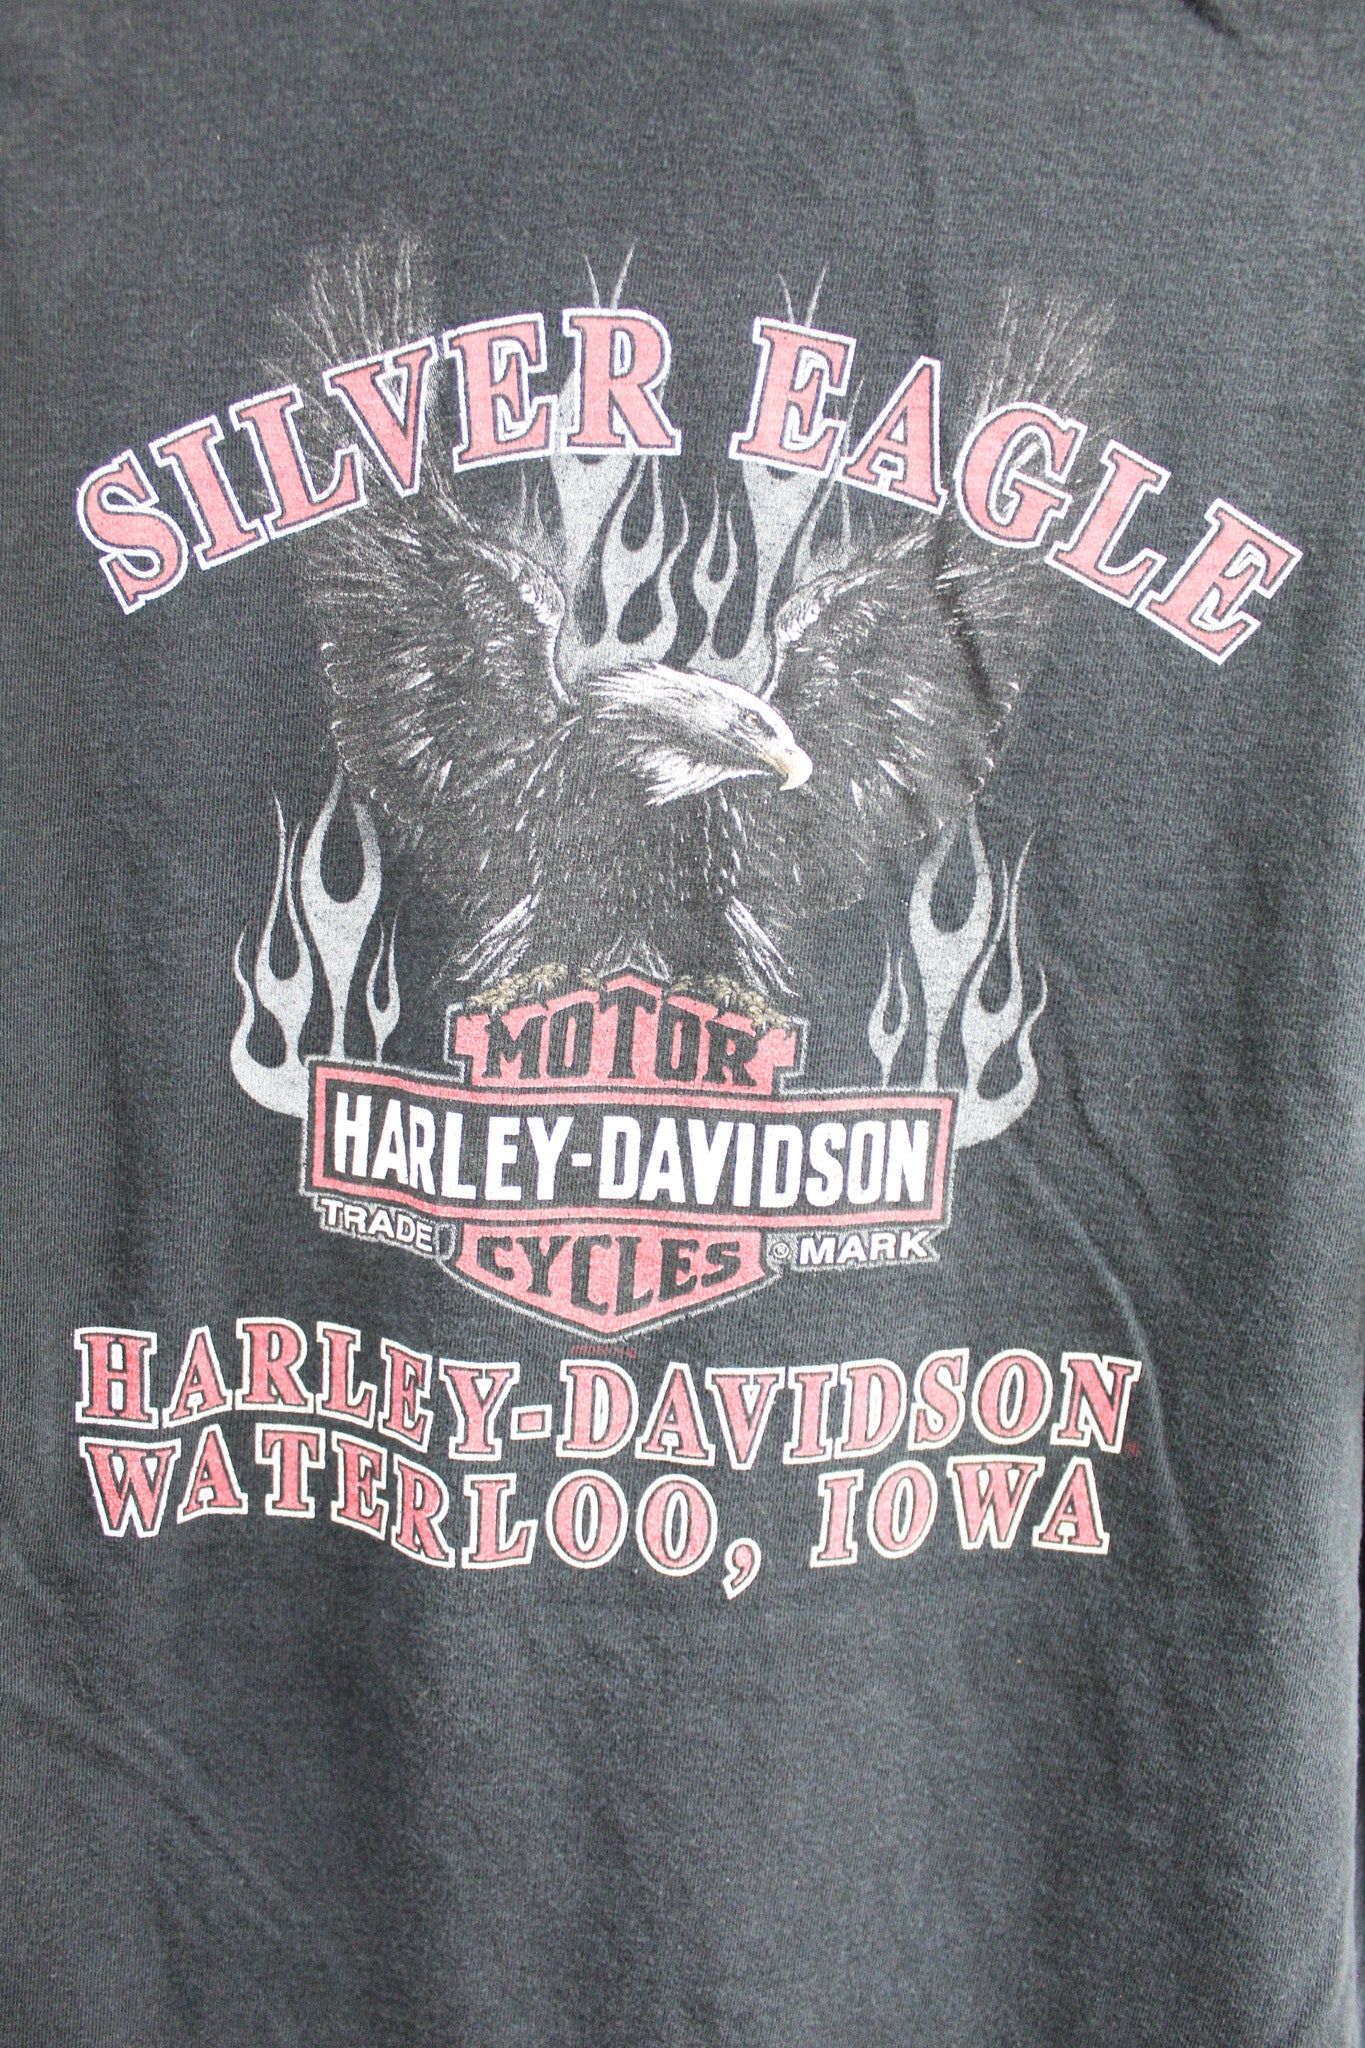 SILVER EAGLE
MOTOR
HARLEY-DAVIDSON
TRADE ® MARK
CYCLES
HARLEY-DAVIDSON
WATERLOO, IOWA